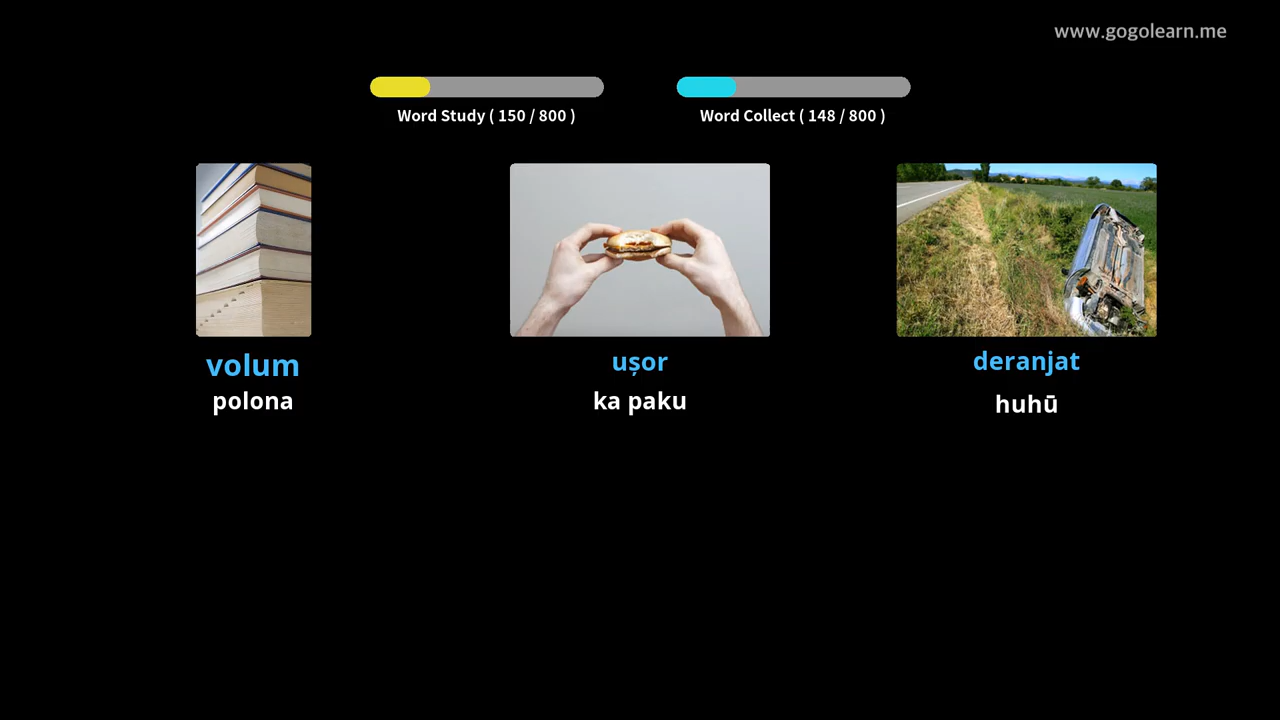 www.gogolearn.me
Word Study ( 150 / 800 )
Word Collect ( 148 / 800 )
volum
polona
ușor
ka paku
deranjat
huhū